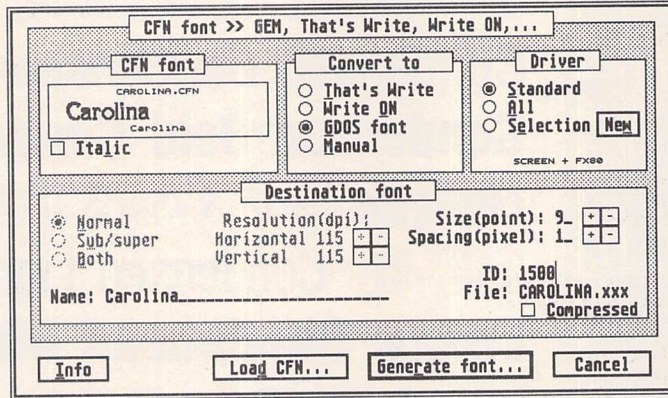 CFN font >> GEM, That's Write, Write ON,...
CFN font
CAROLINA.CFN
Carolina
Carolina
Italic
Convert to
That's Write
Write ON
GDOS font
Manual
Driver
Standard
All
Selection New
SCREEN + FX80
Destination font
Normal
Sub/super
Both
Resolution(dpi):
Horizontal 115 + -
Vertical 115 + -
Size(point): 9_ + -
Spacing(pixel): 1_ + -
ID: 1500
File: CAROLINA.xxx
Compressed
Name: Carolina________________________
Info
Load CFN...
Generate font...
Cancel